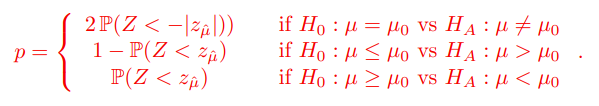 2 ℙ(Z < −|z_μ̂|)) if H₀ : μ = μ₀ vs H_A : μ ≠ μ₀
p = { 1 − ℙ(Z < z_μ̂) if H₀ : μ ≤ μ₀ vs H_A : μ > μ₀ .
ℙ(Z < z_μ̂) if H₀ : μ ≥ μ₀ vs H_A : μ < μ₀